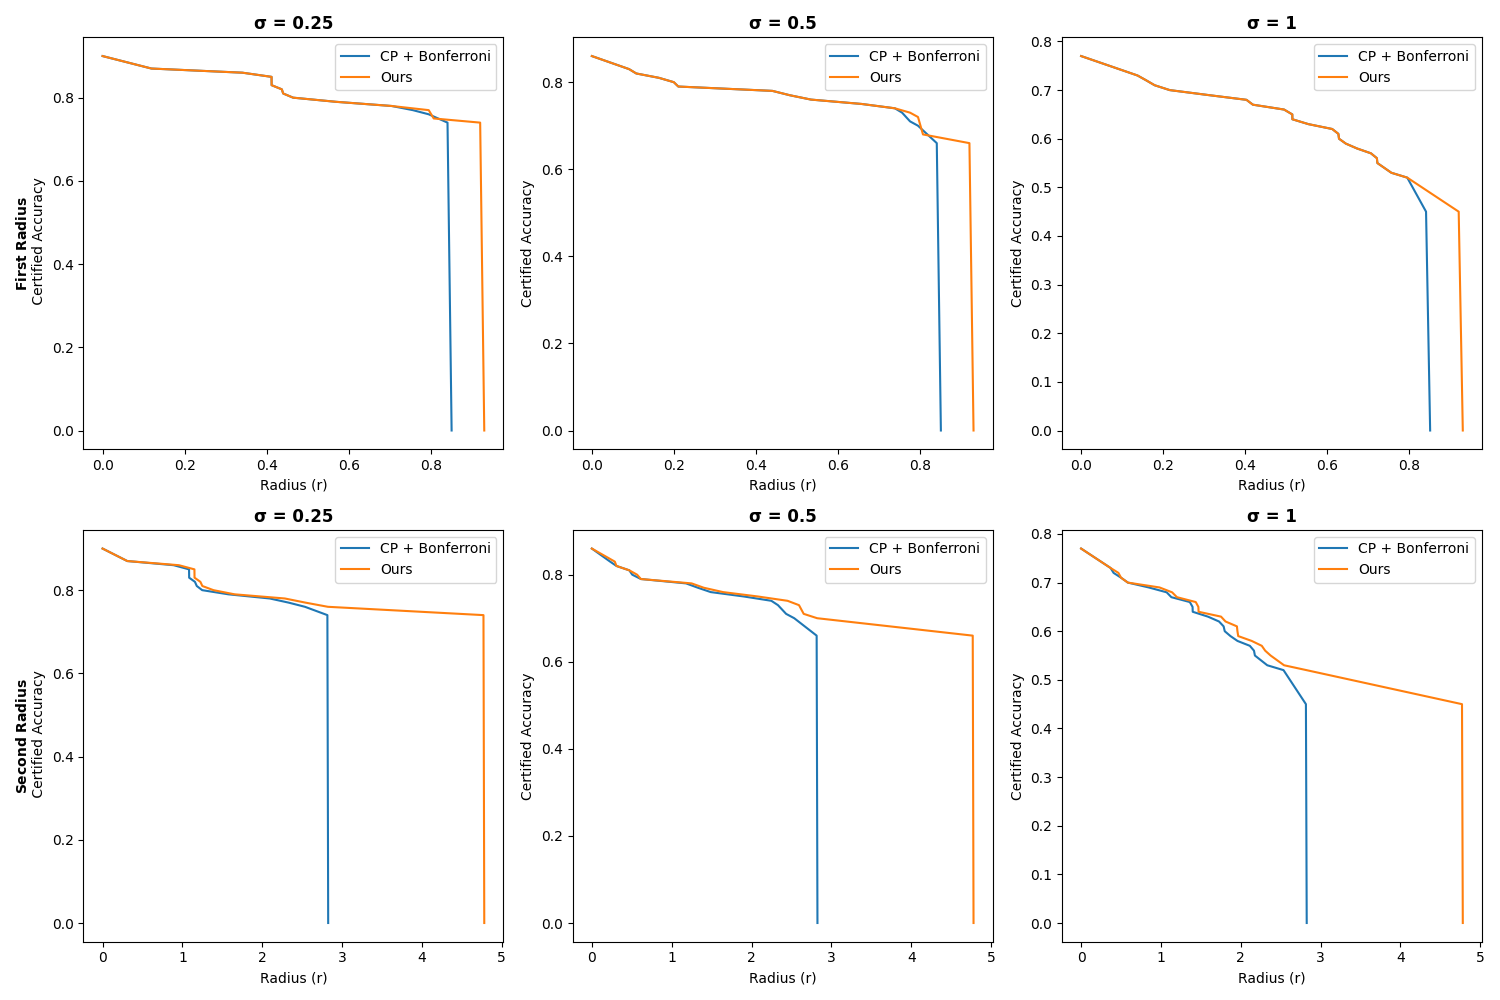 σ = 0.25
CP + Bonferroni
Ours
First Radius
Certified Accuracy
0.8
0.6
0.4
0.2
0.0
0.0 0.2 0.4 0.6 0.8
Radius (r)
σ = 0.5
CP + Bonferroni
Ours
Certified Accuracy
0.8
0.6
0.4
0.2
0.0
0.0 0.2 0.4 0.6 0.8
Radius (r)
σ = 1
CP + Bonferroni
Ours
Certified Accuracy
0.8
0.7
0.6
0.5
0.4
0.3
0.2
0.1
0.0
0.0 0.2 0.4 0.6 0.8
Radius (r)
σ = 0.25
CP + Bonferroni
Ours
Second Radius
Certified Accuracy
0.8
0.6
0.4
0.2
0.0
0 1 2 3 4 5
Radius (r)
σ = 0.5
CP + Bonferroni
Ours
Certified Accuracy
0.8
0.6
0.4
0.2
0.0
0 1 2 3 4 5
Radius (r)
σ = 1
CP + Bonferroni
Ours
Certified Accuracy
0.8
0.7
0.6
0.5
0.4
0.3
0.2
0.1
0.0
0 1 2 3 4 5
Radius (r)